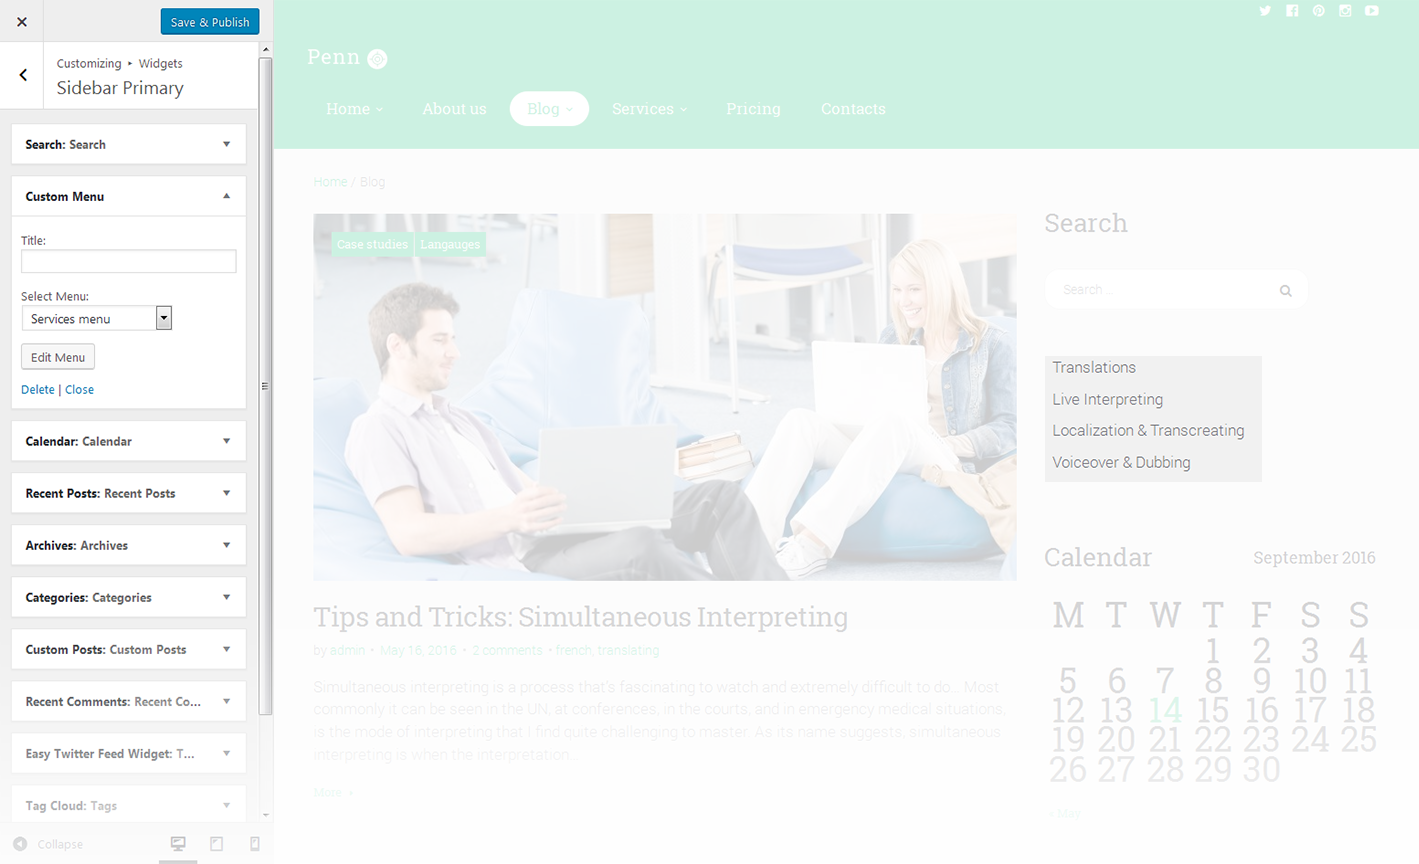 Save & Publish
Customizing ▸ Widgets
Sidebar Primary
Search: Search
Custom Menu
Title:
Select Menu:
Services menu
Edit Menu
Delete | Close
Calendar: Calendar
Recent Posts: Recent Posts
Archives: Archives
Categories: Categories
Custom Posts: Custom Posts
Recent Comments: Recent Co...
Easy Twitter Feed Widget: T...
Tag Cloud: Tags
Collapse
Penn
Home About us Blog Services Pricing Contacts
Home / Blog
Case studies Langauges
Tips and Tricks: Simultaneous Interpreting
by admin • May 16, 2016 • 2 comments • french, translating
Simultaneous interpreting is a process that's fascinating to watch and extremely difficult to do... Most
commonly it can be seen in the UN, at conferences, in the courts, and in emergency medical situations,
is the mode of interpreting that I find quite challenging to master. As its name suggests, simultaneous
interpreting is when the interpretation...
More
Search
Search...
Translations
Live Interpreting
Localization & Transcreating
Voiceover & Dubbing
Calendar September 2016
M T W T F S S
1 2 3 4
5 6 7 8 9 10 11
12 13 14 15 16 17 18
19 20 21 22 23 24 25
26 27 28 29 30
« May